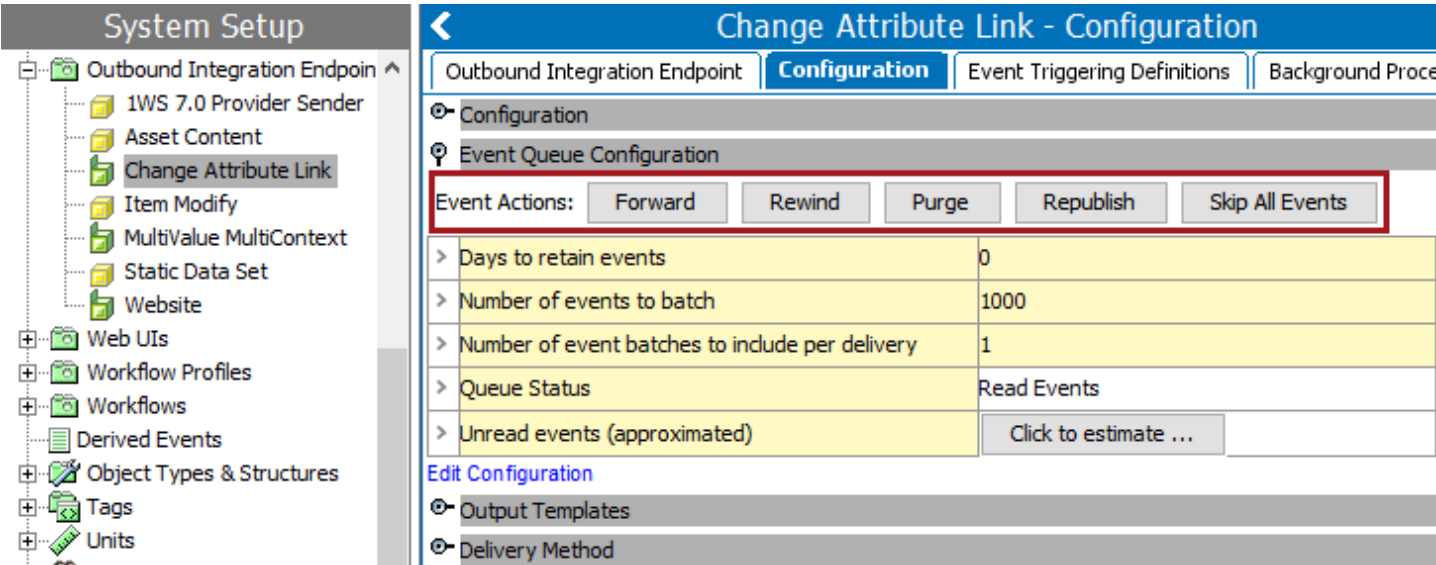 System Setup
Outbound Integration Endpoin
1WS 7.0 Provider Sender
Asset Content
Change Attribute Link
Item Modify
MultiValue MultiContext
Static Data Set
Website
Web UIs
Workflow Profiles
Workflows
Derived Events
Object Types & Structures
Tags
Units
Change Attribute Link - Configuration
Outbound Integration Endpoint Configuration Event Triggering Definitions Background Proce
Configuration
Event Queue Configuration
Event Actions: Forward Rewind Purge Republish Skip All Events
> Days to retain events 0
> Number of events to batch 1000
> Number of event batches to include per delivery 1
> Queue Status Read Events
> Unread events (approximated) Click to estimate ...
Edit Configuration
Output Templates
Delivery Method